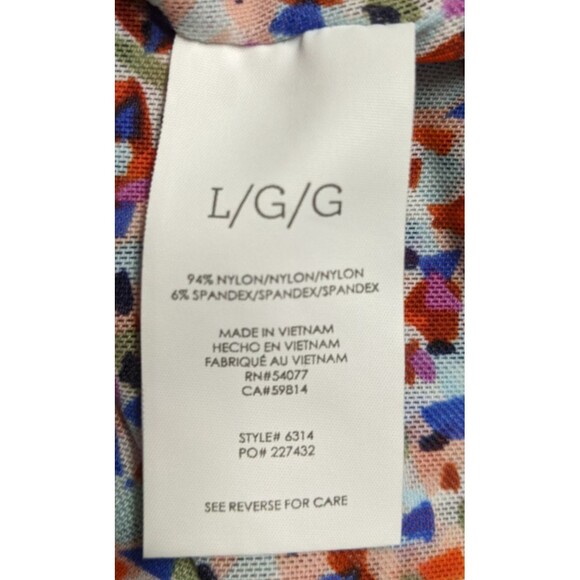 L/G/G
94% NYLON/NYLON/NYLON
6% SPANDEX/SPANDEX/SPANDEX
MADE IN VIETNAM
HECHO EN VIETNAM
FABRIQUÉ AU VIETNAM
RN#54077
CA#59814
STYLE# 6314
PO# 227432
SEE REVERSE FOR CARE